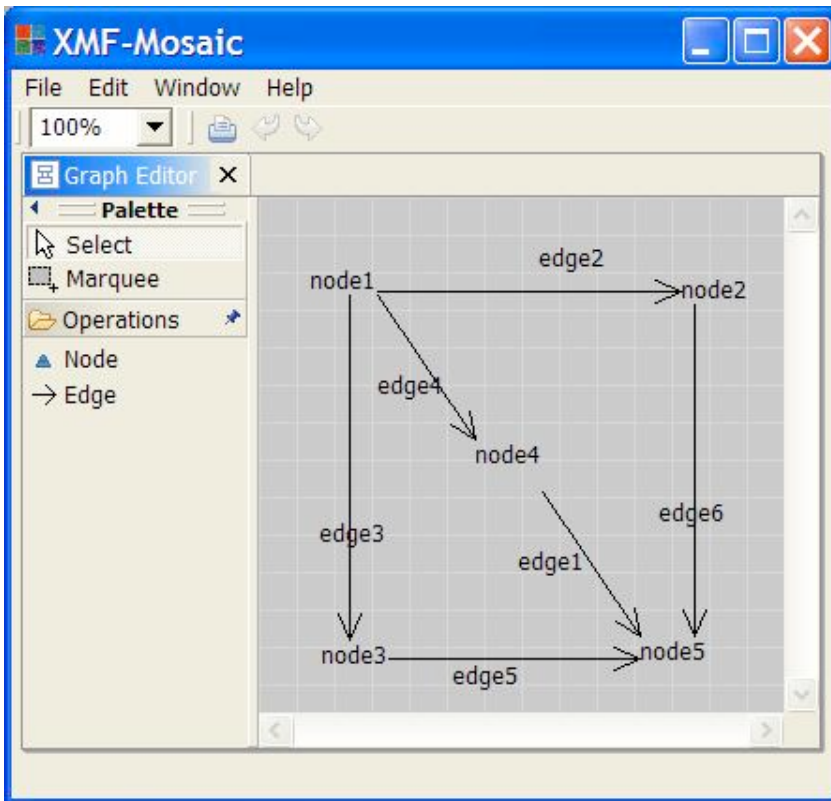 XMF-Mosaic
File Edit Window Help
100%
Graph Editor
Palette
Select
Marquee
Operations
Node
Edge
edge2
node1
node2
edge4
node4
edge6
edge3
edge1
node3
node5
edge5